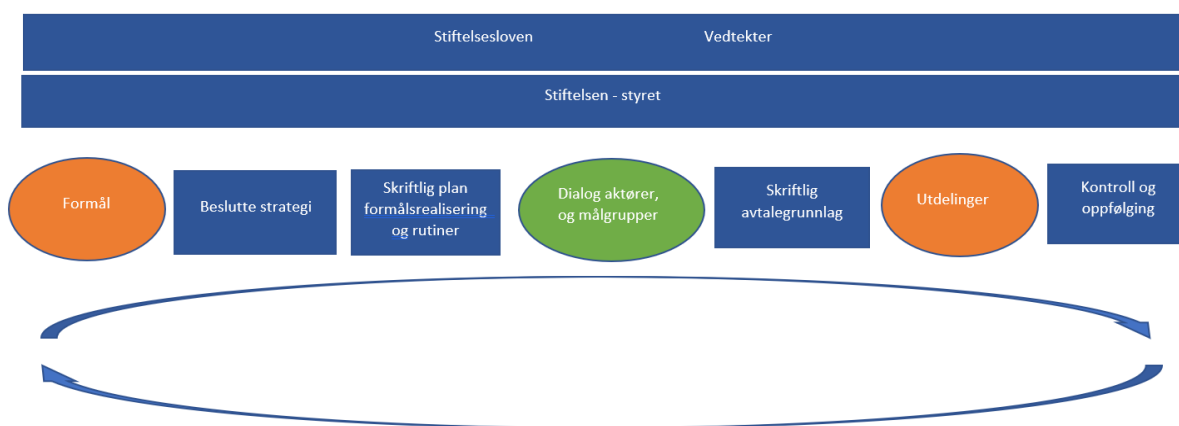 Stiftelsesloven Vedtekter
Stiftelsen - styret
Formål
Beslutte strategi
Skriftlig plan
formålsrealisering
og rutiner
Dialog aktører,
og målgrupper
Skriftlig
avtalegrunnlag
Utdelinger
Kontroll og
oppfølging